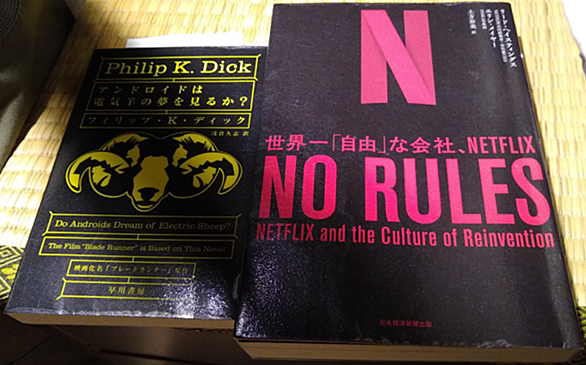 Philip K. Dick
アンドロイドは
電気羊の夢を見るか?
フィリップ・K・ディック
浅倉久志 訳
Do Androids Dream of Electric Sheep?
The Film "Blade Runner" is Based on This Novel
映画化名「ブレードランナー」原作
早川書房
N
リード・ヘイスティングス
エリン・メイヤー
土方奈美 訳
世界一「自由」な会社、NETFLIX
NO RULES
NETFLIX and the Culture of Reinvention
日本経済新聞出版